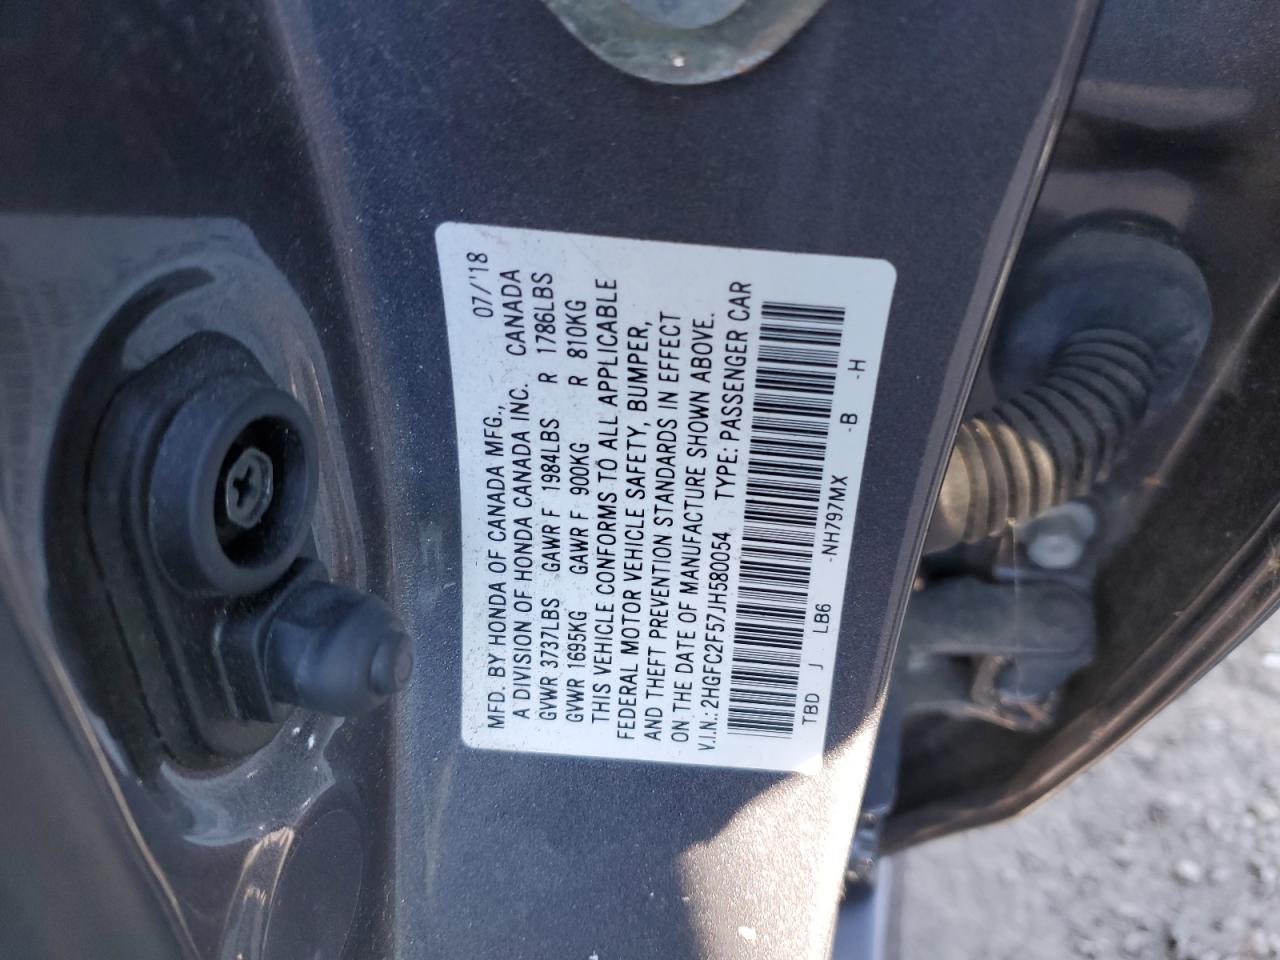 MFD. BY HONDA OF CANADA MFG., 07/'18
A DIVISION OF HONDA CANADA INC. CANADA
GVWR 3737LBS GAWR F 1984LBS R 1786LBS
GVWR 1695KG GAWR F 900KG R 810KG
THIS VEHICLE CONFORMS TO ALL APPLICABLE
FEDERAL MOTOR VEHICLE SAFETY, BUMPER,
AND THEFT PREVENTION STANDARDS IN EFFECT
ON THE DATE OF MANUFACTURE SHOWN ABOVE.
V.I.N.: 2HGFC2F57JH580054 TYPE: PASSENGER CAR
TBD J LB6 -NH797MX -B -H